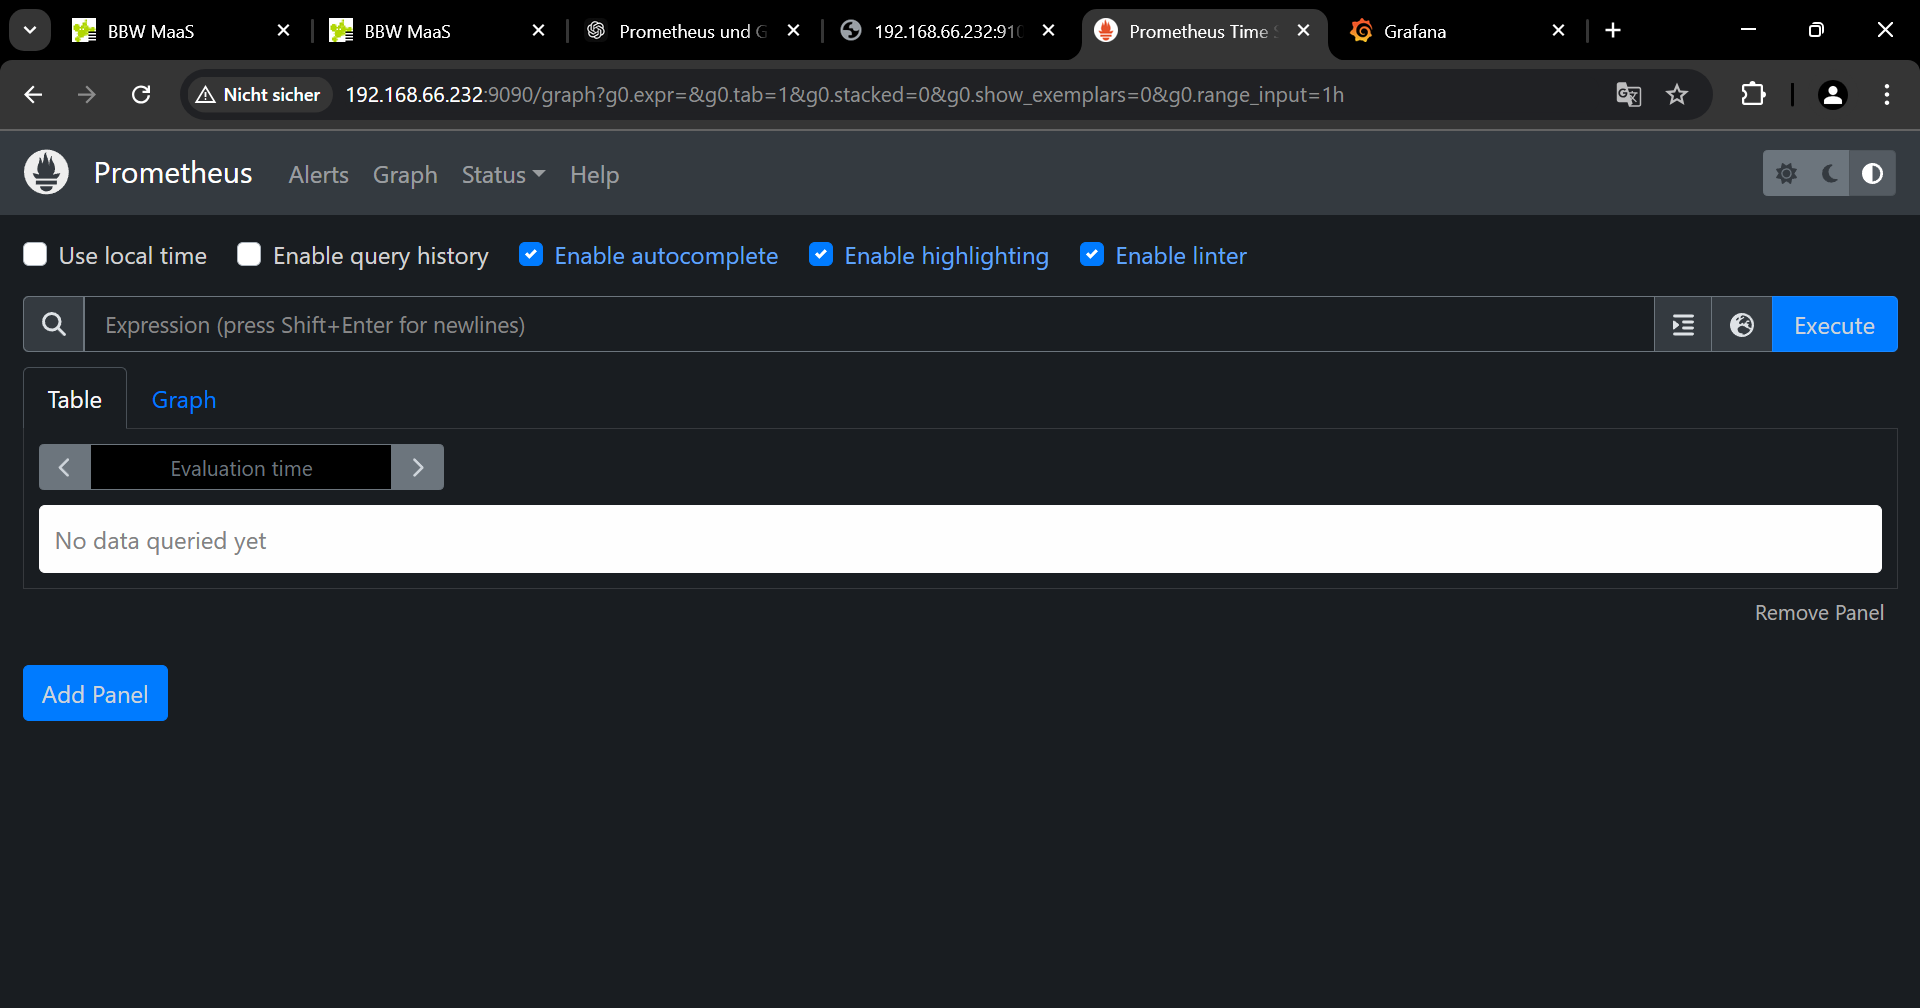 BBW MaaS
BBW MaaS
Prometheus und G
192.168.66.232:910
Prometheus Time S
Grafana
Nicht sicher
192.168.66.232:9090/graph?g0.expr=&g0.tab=1&g0.stacked=0&g0.show_exemplars=0&g0.range_input=1h
Prometheus
Alerts
Graph
Status
Help
Use local time
Enable query history
Enable autocomplete
Enable highlighting
Enable linter
Expression (press Shift+Enter for newlines)
Execute
Table
Graph
Evaluation time
No data queried yet
Remove Panel
Add Panel